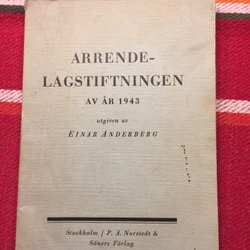 ARRENDE-
LAGSTIFTNINGEN
AV ÅR 1943
utgiven av
EINAR ANDERBERG
Stockholm / P. A. Norstedt &
Söners Förlag